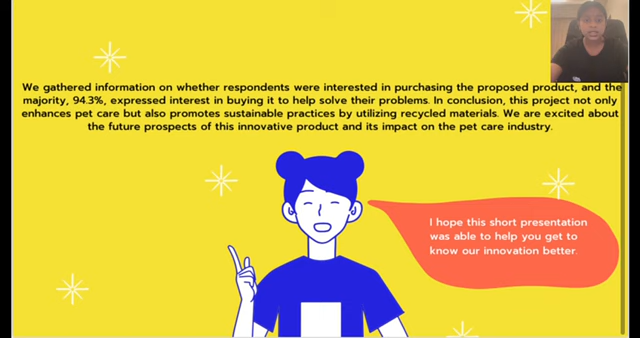 We gathered information on whether respondents were interested in purchasing the proposed product, and the
majority, 94.3%, expressed interest in buying it to help solve their problems. In conclusion, this project not only
enhances pet care but also promotes sustainable practices by utilizing recycled materials. We are excited about
the future prospects of this innovative product and its impact on the pet care industry.
I hope this short presentation
was able to help you get to
know our innovation better.